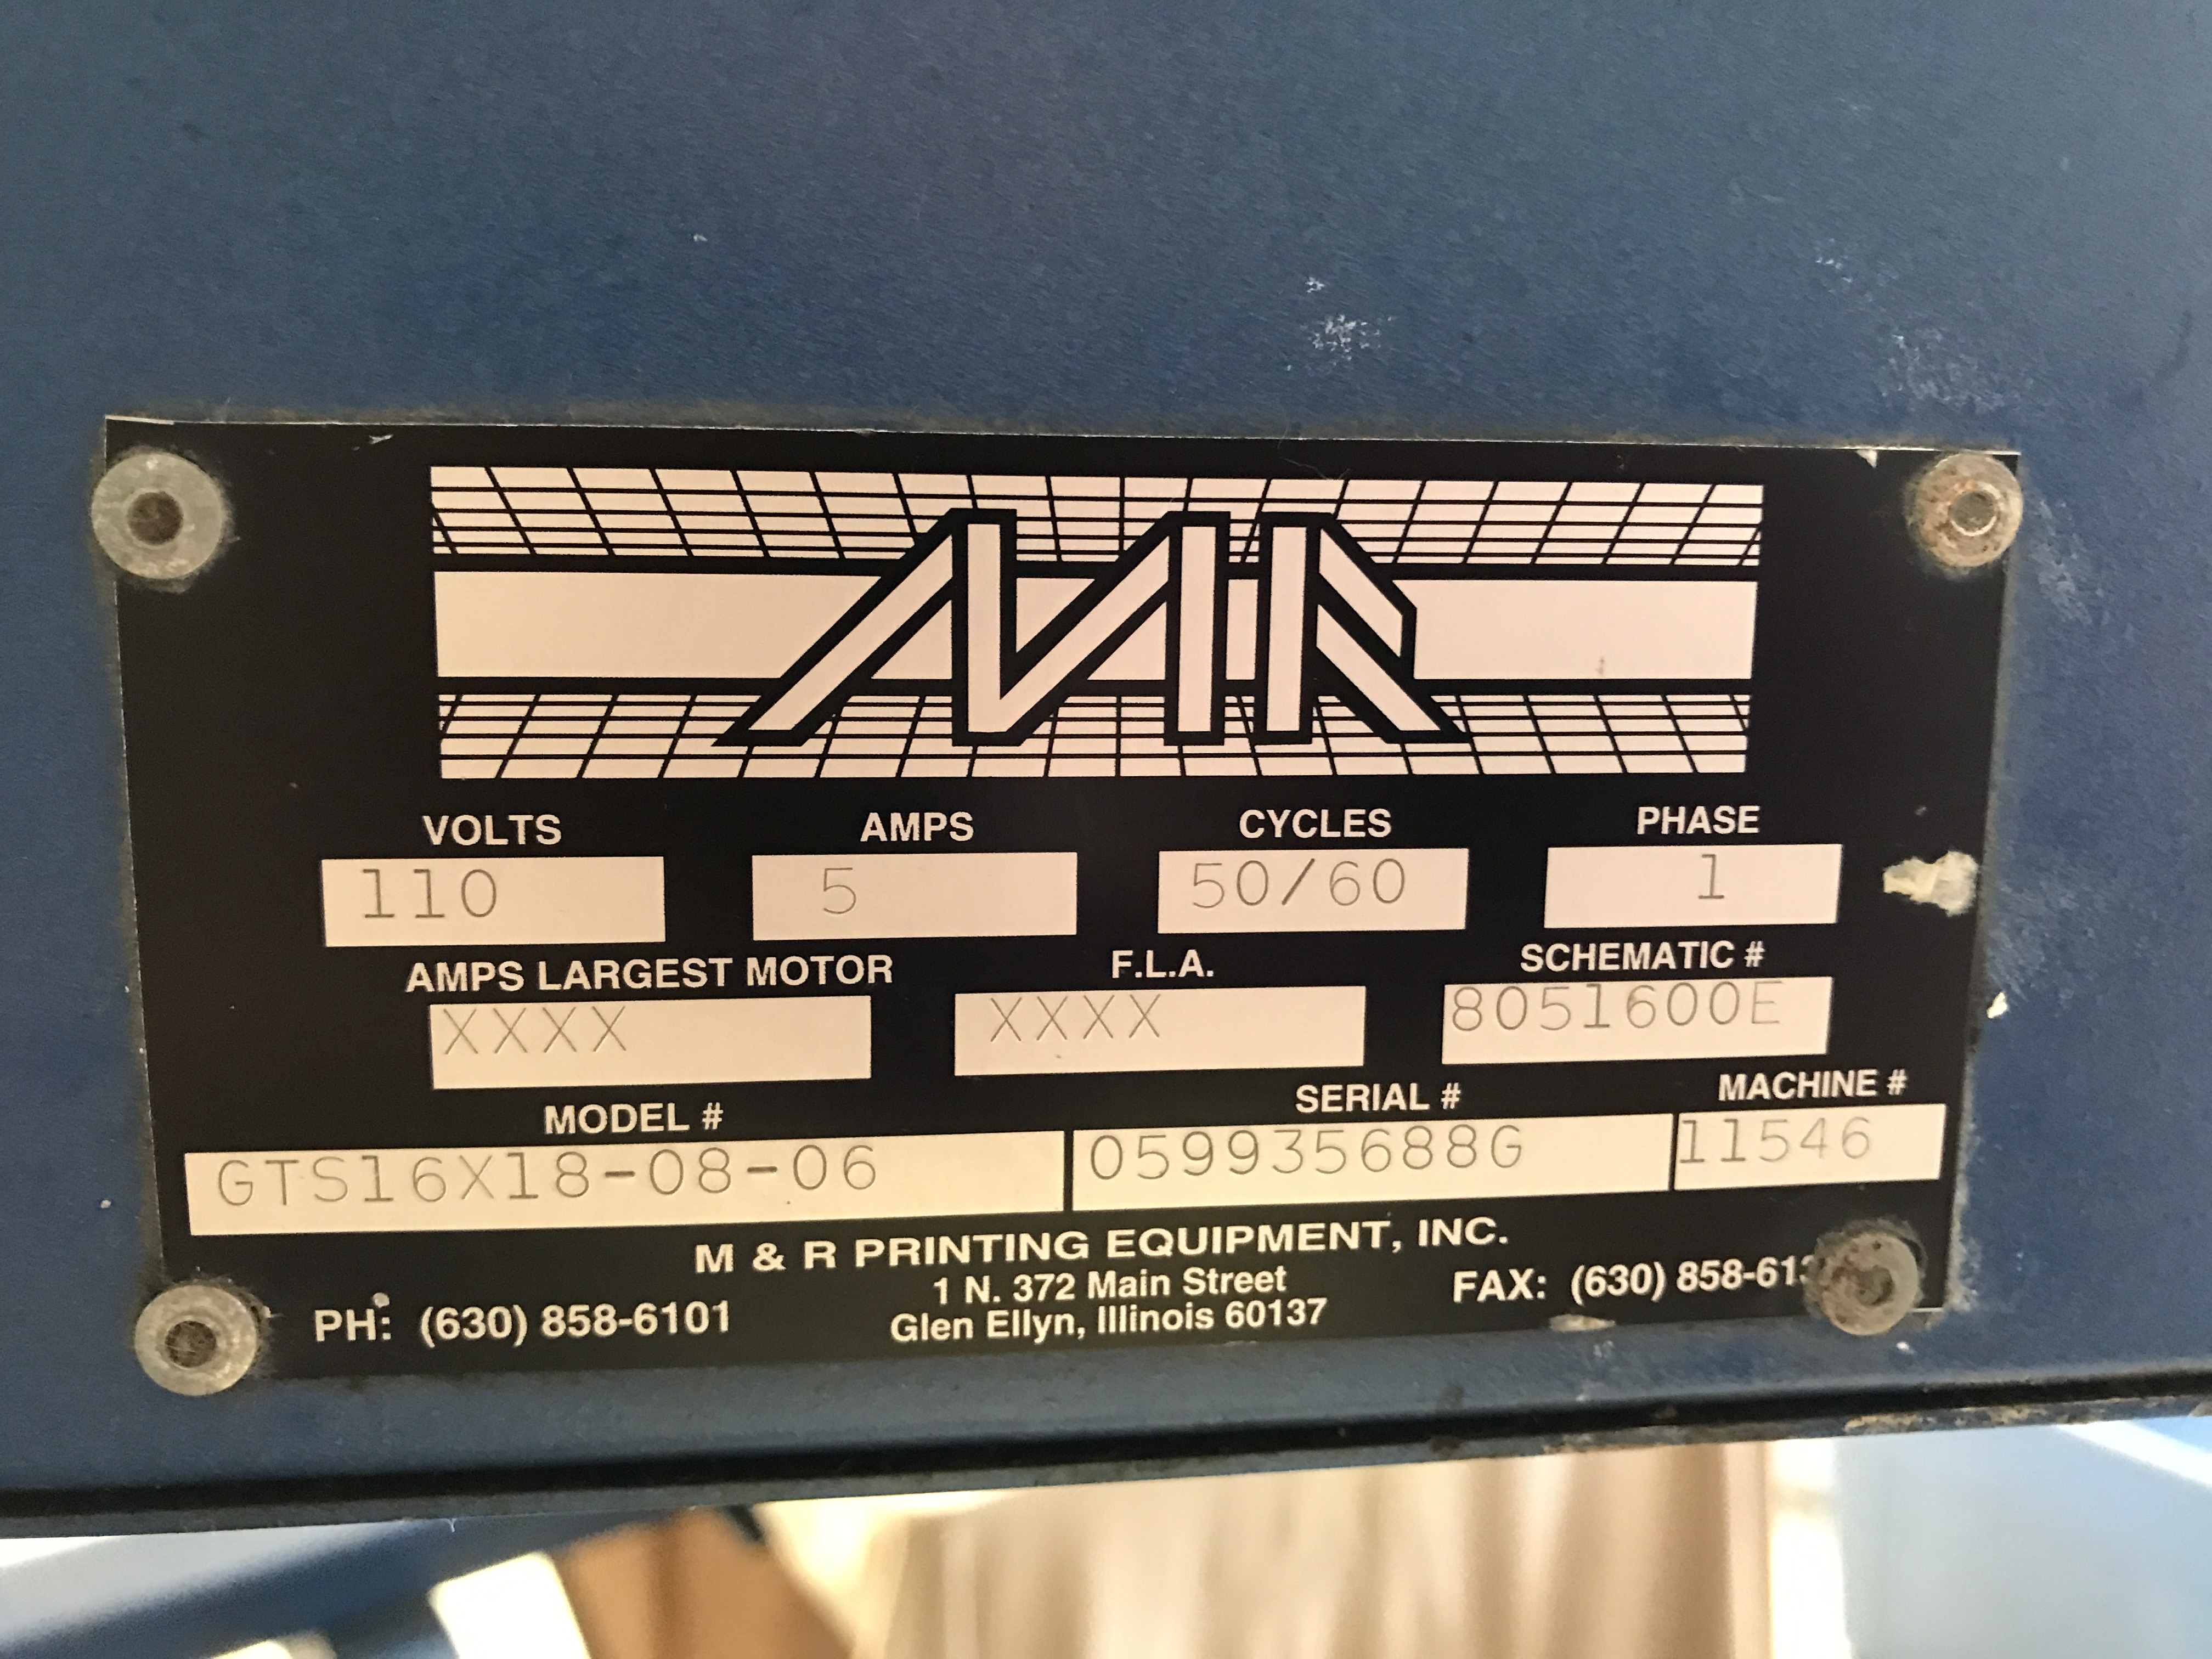 MR
VOLTS AMPS CYCLES PHASE
110 5 50/60 1
AMPS LARGEST MOTOR F.L.A. SCHEMATIC #
XXXX XXXX 8051600E
MODEL # SERIAL # MACHINE #
GTS16X18-08-06 059935688G 11546
M & R PRINTING EQUIPMENT, INC.
1 N. 372 Main Street
Glen Ellyn, Illinois 60137
PH: (630) 858-6101
FAX: (630)